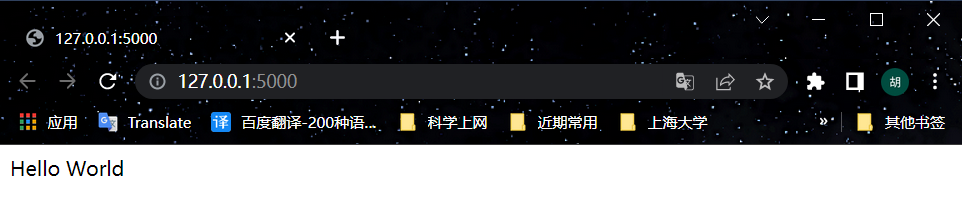 127.0.0.1:5000
127.0.0.1:5000 胡
应用 Translate 译 百度翻译-200种语... 科学上网 近期常用 上海大学 » 其他书签
Hello World